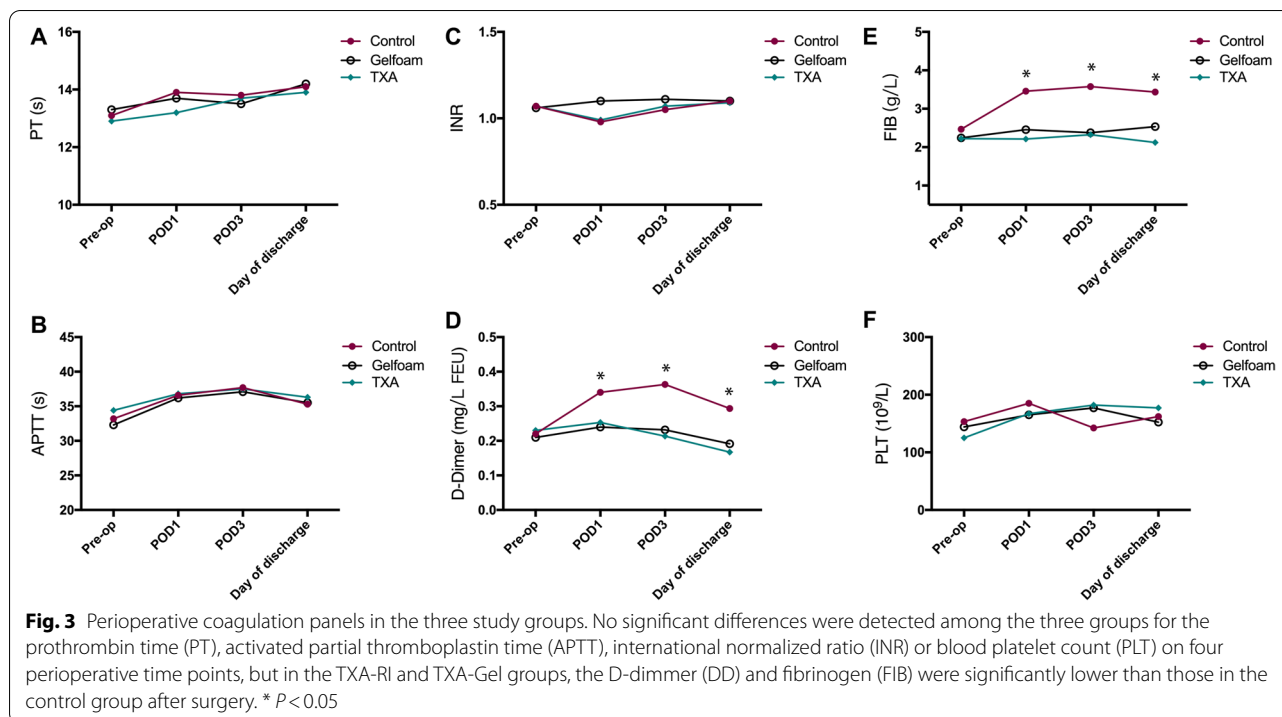 A
PT (s)
16
14
12
10
Pre-op
POD1
POD3
Day of discharge
Control
Gelfoam
TXA
C
INR
1.5
1.0
0.5
Pre-op
POD1
POD3
Day of discharge
Control
Gelfoam
TXA
E
FIB (g/L)
5
4
3
2
1
* * *
Pre-op
POD1
POD3
Day of discharge
Control
Gelfoam
TXA
B
APTT (s)
45
40
35
30
25
20
Pre-op
POD1
POD3
Day of discharge
Control
Gelfoam
TXA
D
D-Dimer (mg/L FEU)
0.5
0.4
0.3
0.2
0.1
0.0
* * *
Pre-op
POD1
POD3
Day of discharge
Control
Gelfoam
TXA
F
PLT (10⁹/L)
300
200
100
0
Pre-op
POD1
POD3
Day of discharge
Control
Gelfoam
TXA
Fig. 3 Perioperative coagulation panels in the three study groups. No significant differences were detected among the three groups for the
prothrombin time (PT), activated partial thromboplastin time (APTT), international normalized ratio (INR) or blood platelet count (PLT) on four
perioperative time points, but in the TXA-RI and TXA-Gel groups, the D-dimmer (DD) and fibrinogen (FIB) were significantly lower than those in the
control group after surgery. * P < 0.05